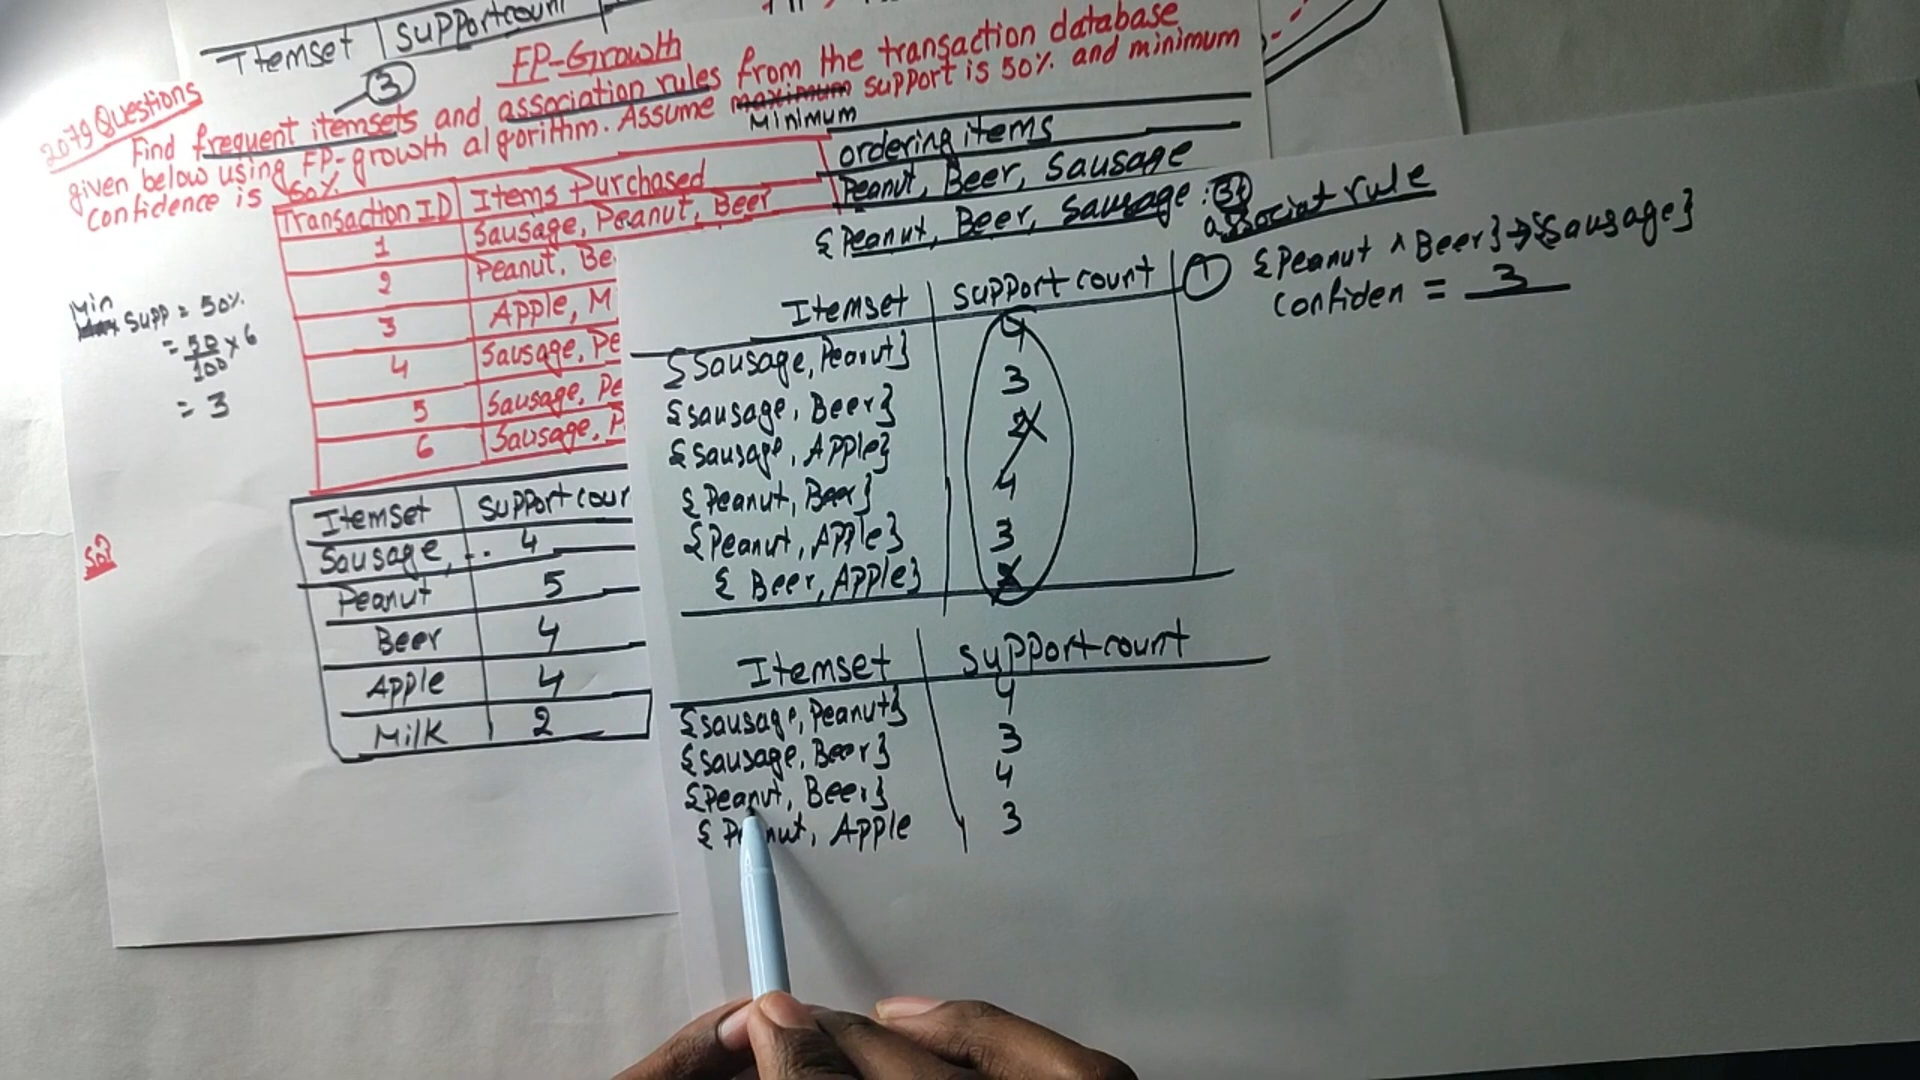 Itemset | supportcount
FP-Growth
2079 Questions
③
Find frequent itemsets and association rules from the transaction database
given below using FP-growth algorithm. Assume maximum support is 50% and minimum
Minimum
confidence is 60%.
Transaction ID | Items Purchased
1 | Sausage, Peanut, Beer
2 | Peanut, Be
3 | Apple, M
4 | Sausage, Pe
5 | Sausage, Pe
6 | Sausage, P
ordering items
Peanut, Beer, Sausage
{Peanut, Beer, Sausage : 3}
Min
supp = 50%
= 50/100 x 6
= 3
Itemset | support cour
Sausage, .. 4
Peanut | 5
Beer | 4
Apple | 4
Milk | 2
Itemset | support count
{Sausage, Peanut} 4
{sausage, Beer} 3
{sausage, Apple} 2
{Peanut, Beer} 4
{Peanut, Apple} 3
{Beer, Apple}
Itemset | supportcount
{sausage, Peanut} 4
{sausage, Beer} 3
{Peanut, Beer} 4
{Peanut, Apple 3
associat rule
① {Peanut ^ Beer} → {Sausage}
confiden = 3